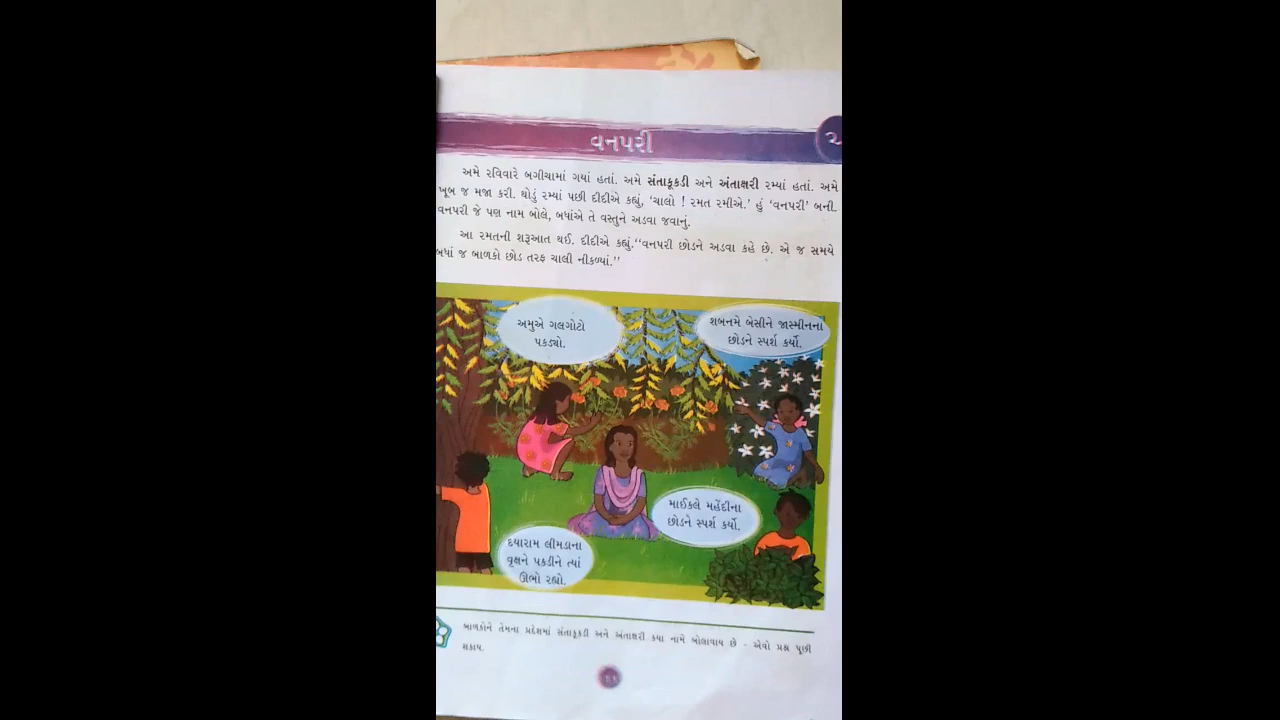 વનપરી
૨
અમે રવિવારે બગીચામાં ગયાં હતાં. અમે સંતાકૂકડી અને અંતાક્ષરી રમ્યાં હતાં. અમે
ખૂબ જ મજા કરી. થોડું રમ્યાં પછી દીદીએ કહ્યું, ‘ચાલો ! રમત રમીએ.’ હું ‘વનપરી’ બની.
વનપરી જે પણ નામ બોલે, બધાંએ તે વસ્તુને અડવા જવાનું.
આ રમતની શરૂઆત થઈ. દીદીએ કહ્યું.‘‘વનપરી છોડને અડવા કહે છે. એ જ સમયે
બધાં જ બાળકો છોડ તરફ ચાલી નીકળ્યાં.’’
અમુએ ગલગોટો
પકડ્યો.
શબનમે બેસીને જાસ્મીનના
છોડને સ્પર્શ કર્યો.
માઈકલે મહેંદીના
છોડને સ્પર્શ કર્યો.
દયારામ લીમડાના
વૃક્ષને પકડીને ત્યાં
ઊભો રહ્યો.
બાળકોને તેમના પ્રદેશમાં સંતાકૂકડી અને અંતાક્ષરી કયા નામે બોલાવાય છે - એવો પ્રશ્ન પૂછી
શકાય.